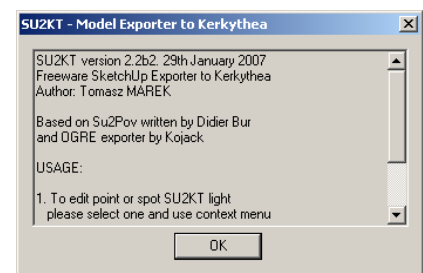 SU2KT - Model Exporter to Kerkythea
SU2KT version 2.2b2. 29th January 2007
Freeware SketchUp Exporter to Kerkythea
Author: Tomasz MAREK
Based on Su2Pov written by Didier Bur
and OGRE exporter by Kojack
USAGE:
1. To edit point or spot SU2KT light
please select one and use context menu
OK